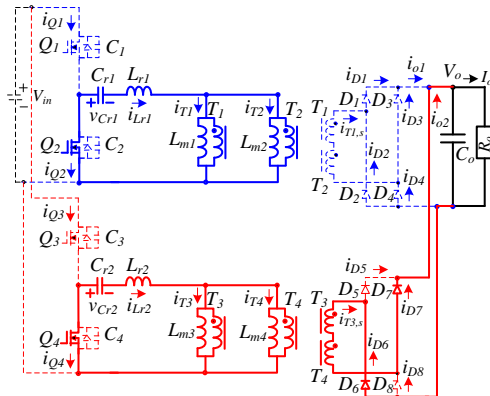 iQ1
Q1
C1
Cr1
Lr1
Vin
+
−
vCr1
iLr1
iT1
T1
iT2
T2
Lm1
Lm2
Q2
C2
iQ2
iD1
io1
Vo
D1
D3
iD3
T1
iT1,s
io2
iD2
Co
T2
D2
D4
iD4
iQ3
Q3
C3
Cr2
Lr2
vCr2
iLr2
iT3
T3
iT4
T4
Lm3
Lm4
Q4
C4
iQ4
iD5
D5
D7
iD7
T3
iT3,s
iD6
T4
D6
D8
iD8